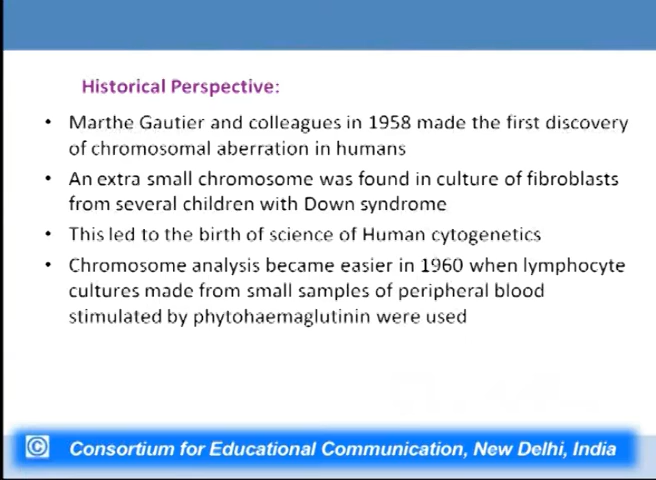 Historical Perspective:
• Marthe Gautier and colleagues in 1958 made the first discovery
of chromosomal aberration in humans
• An extra small chromosome was found in culture of fibroblasts
from several children with Down syndrome
• This led to the birth of science of Human cytogenetics
• Chromosome analysis became easier in 1960 when lymphocyte
cultures made from small samples of peripheral blood
stimulated by phytohaemaglutinin were used
© Consortium for Educational Communication, New Delhi, India